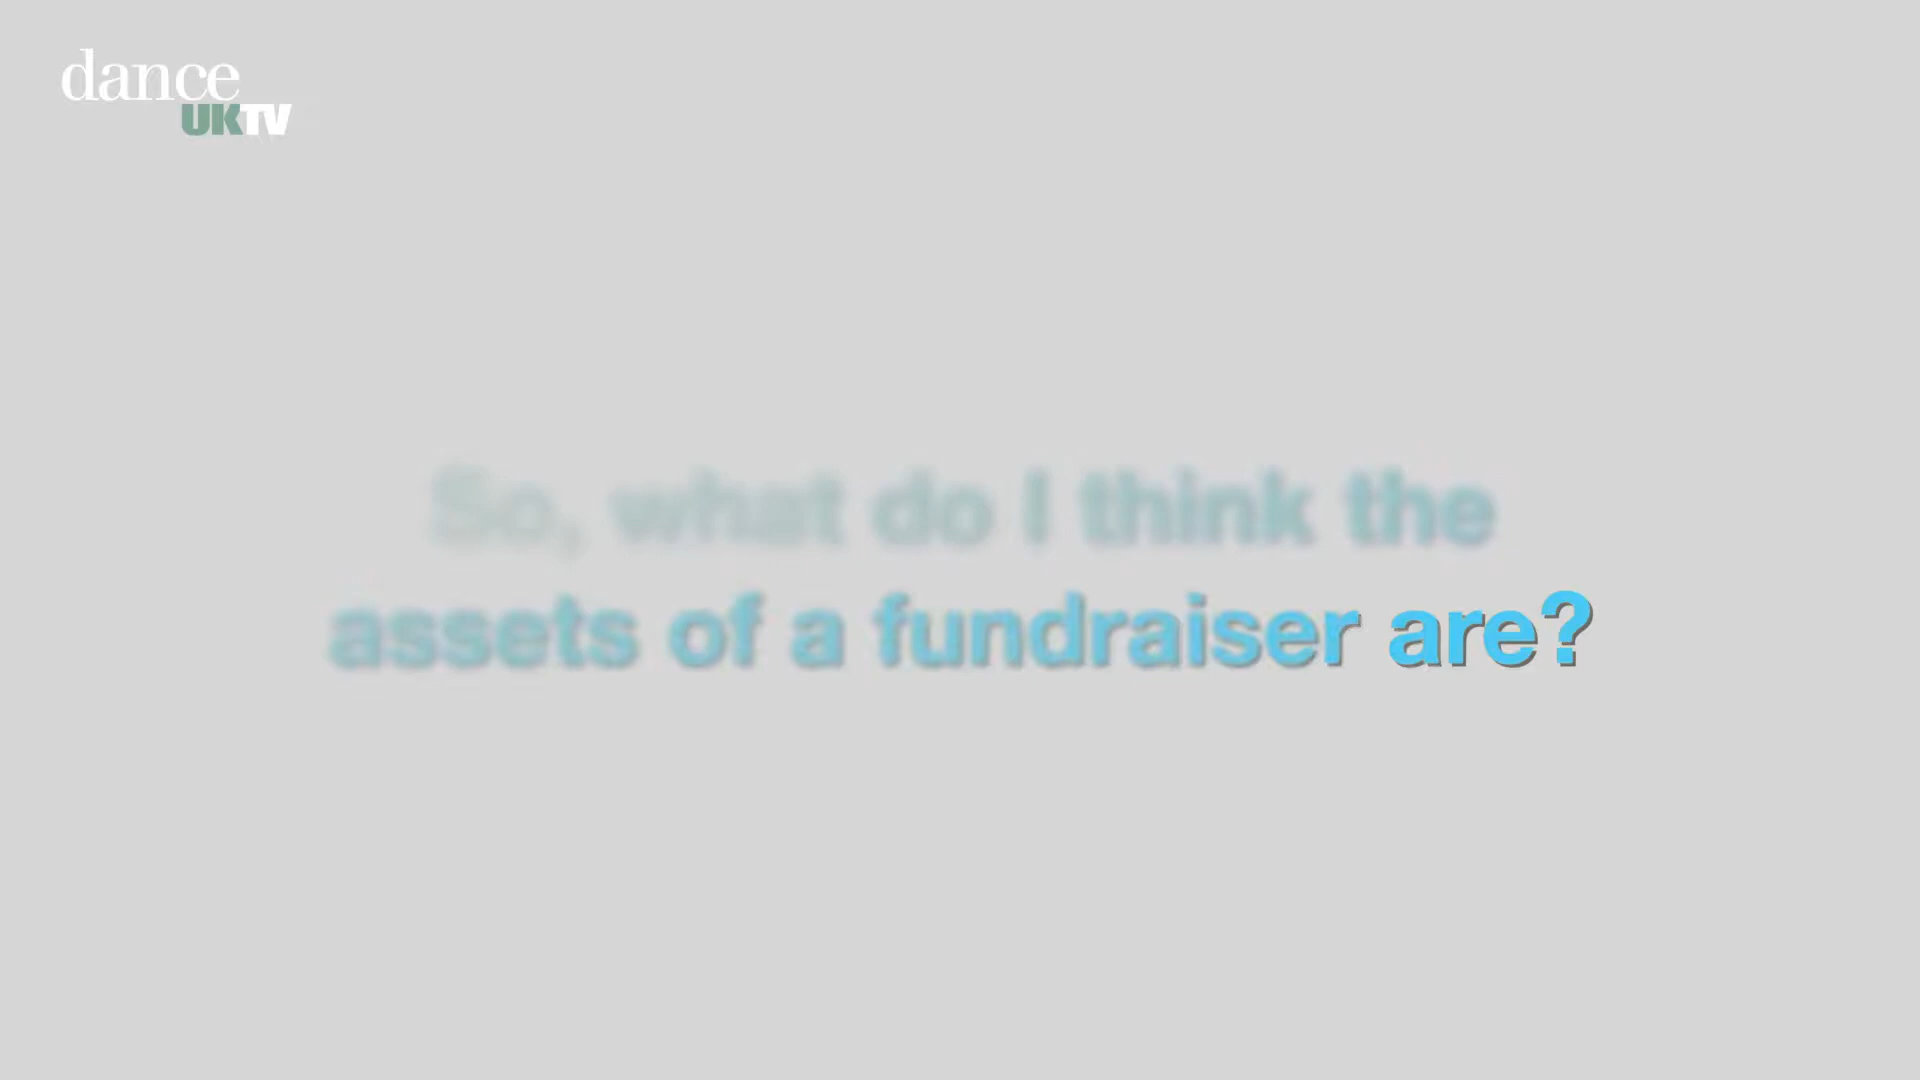 dance
UKTV
So, what do I think the
assets of a fundraiser are?